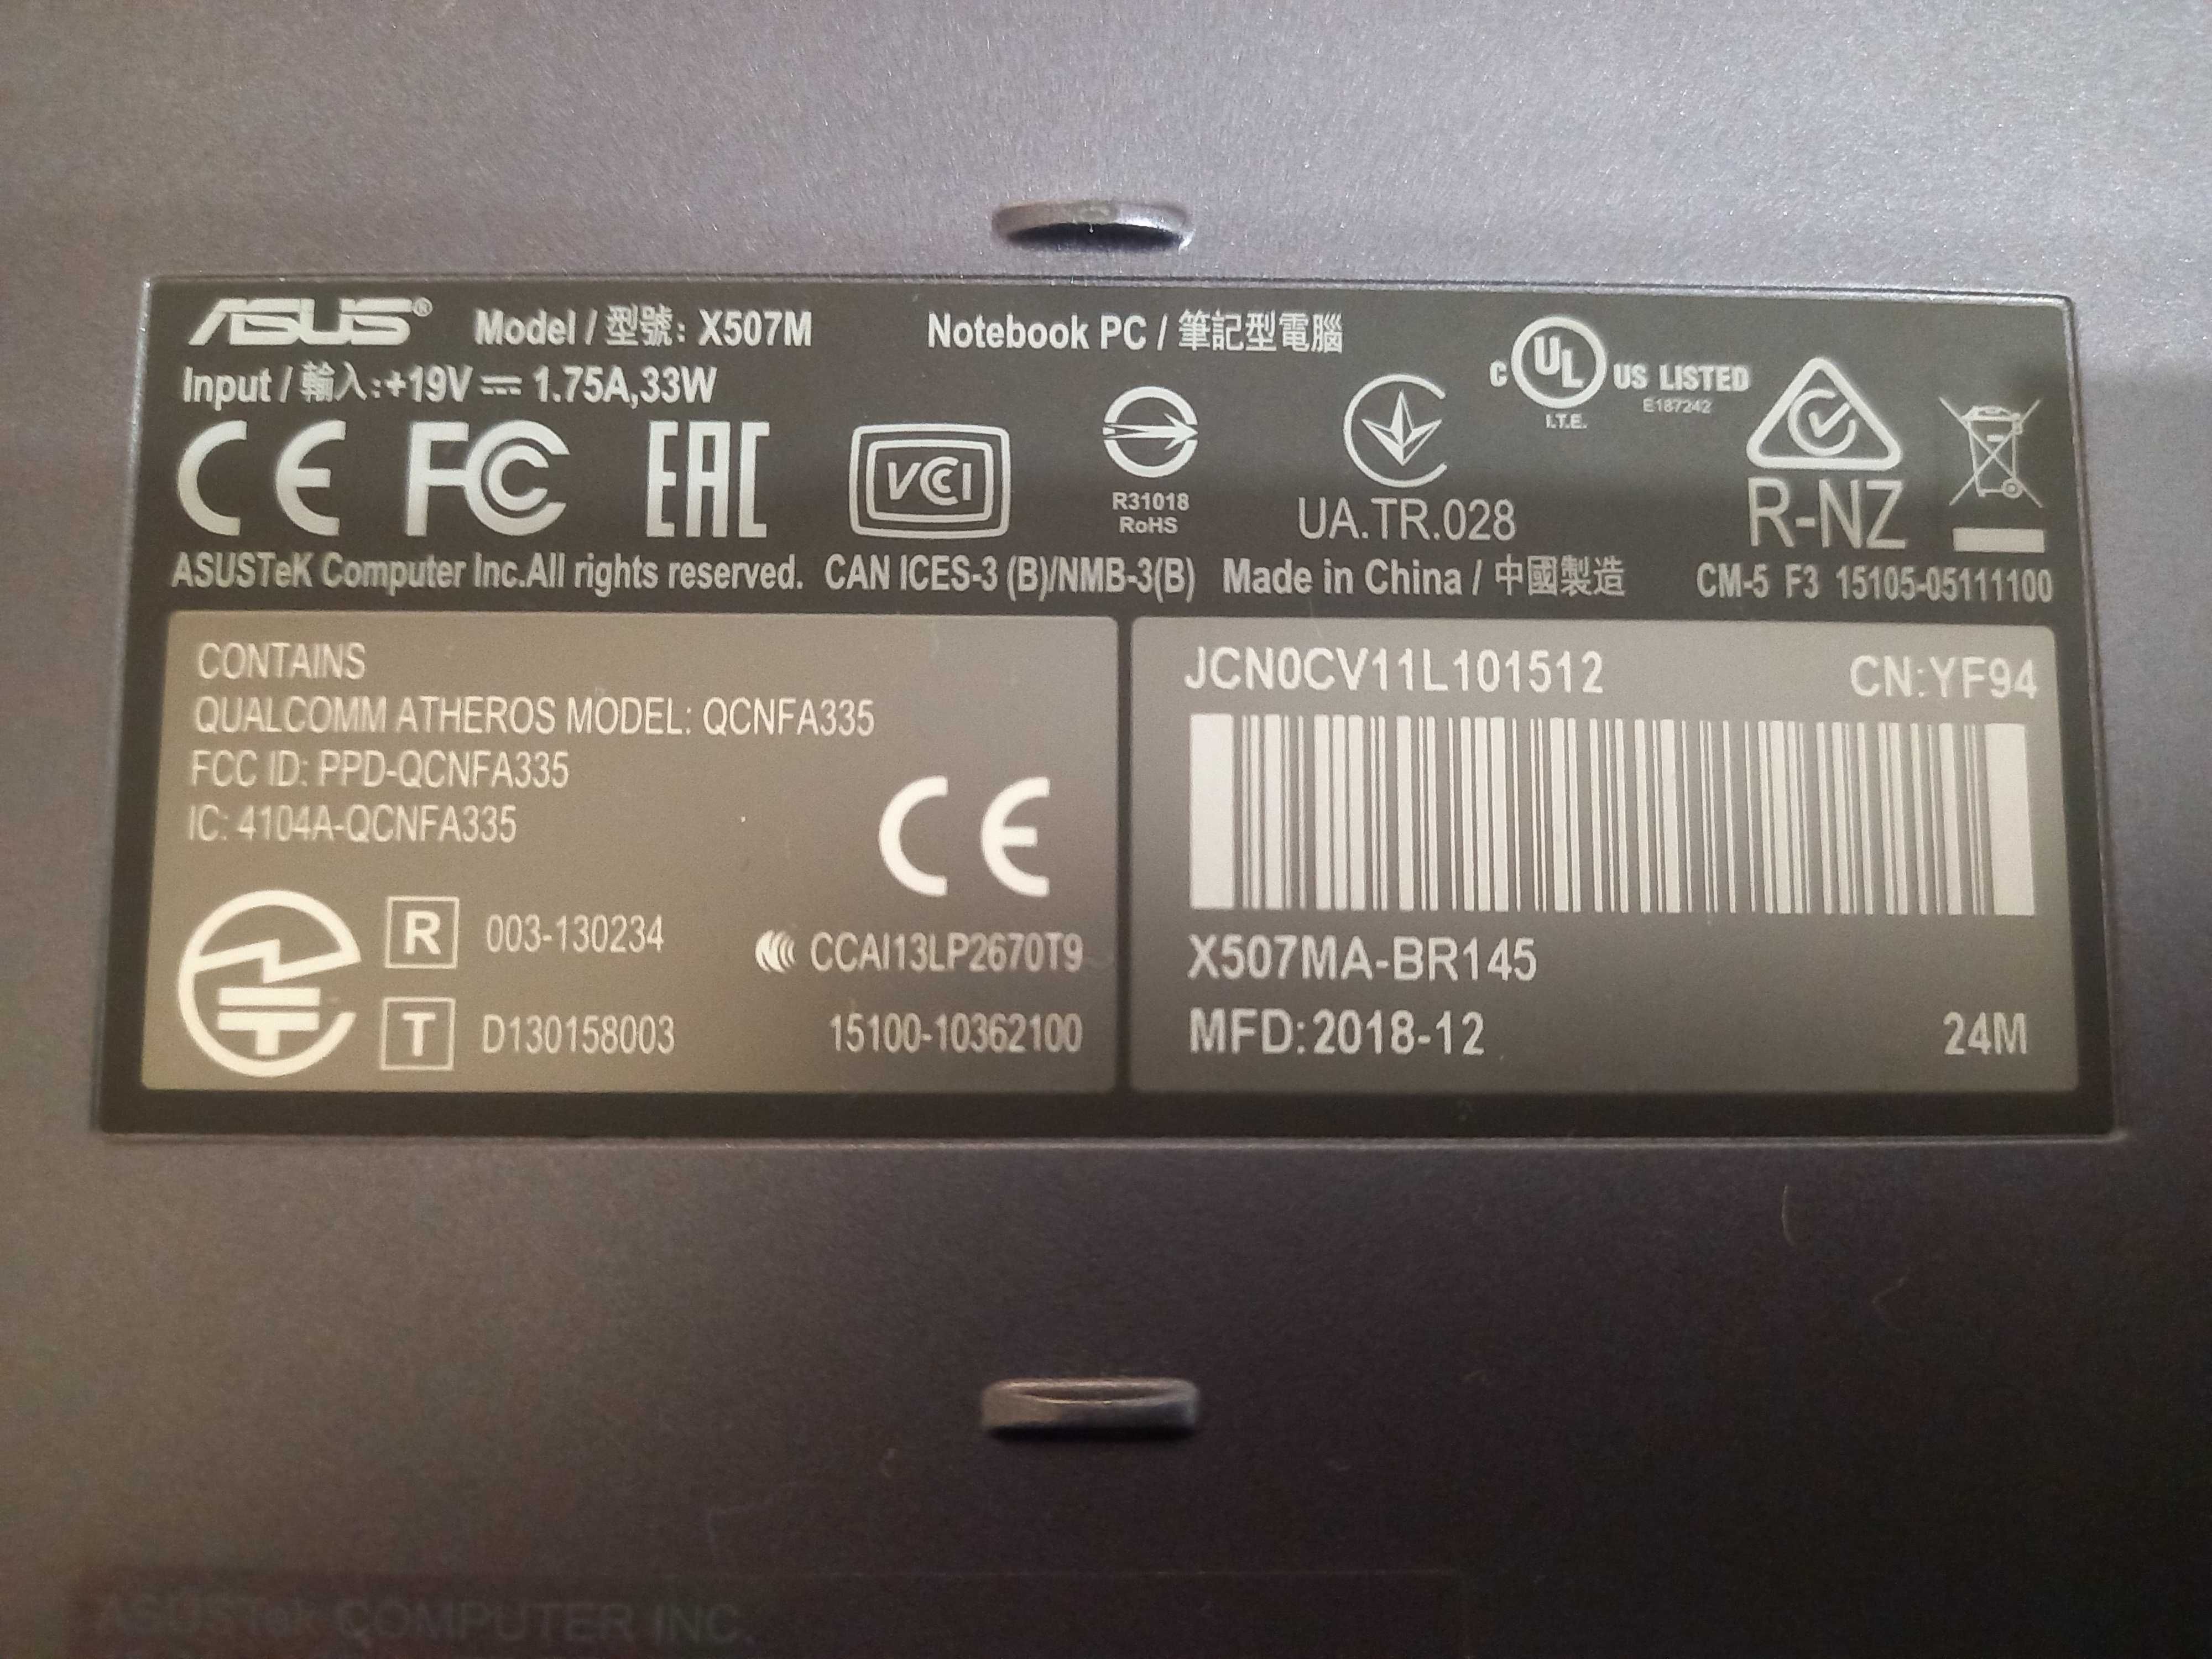 ASUS® Model / 型號: X507M Notebook PC / 筆記型電腦
Input / 輸入:+19V ⎓ 1.75A,33W
C UL US LISTED
I.T.E. E187242
CE FC EAC VCCI
R31018
RoHS
UA.TR.028
R-NZ
ASUSTeK Computer Inc.All rights reserved. CAN ICES-3 (B)/NMB-3(B) Made in China / 中國製造 CM-5 F3 15105-05111100
CONTAINS
QUALCOMM ATHEROS MODEL: QCNFA335
FCC ID: PPD-QCNFA335
IC: 4104A-QCNFA335
CE
R 003-130234
CCAI13LP2670T9
T D130158003
15100-10362100
JCN0CV11L101512 CN:YF94
X507MA-BR145
MFD:2018-12 24M
ASUSTek COMPUTER INC.